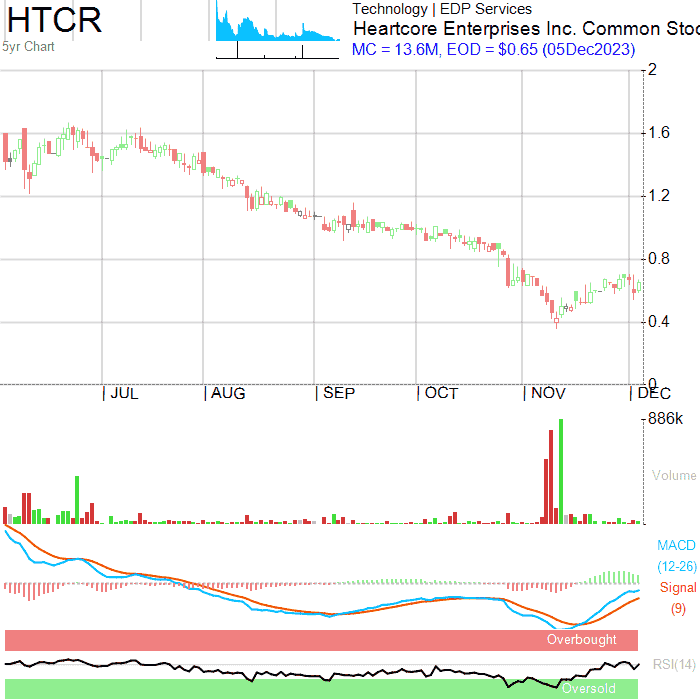 HTCR
5yr Chart
Technology | EDP Services
Heartcore Enterprises Inc. Common Stoc
MC = 13.6M, EOD = $0.65 (05Dec2023)
2
1.6
1.2
0.8
0.4
0
| JUL | AUG | SEP | OCT | NOV | DEC
886k
Volume
MACD
(12-26)
Signal
(9)
Overbought
RSI(14)
Oversold